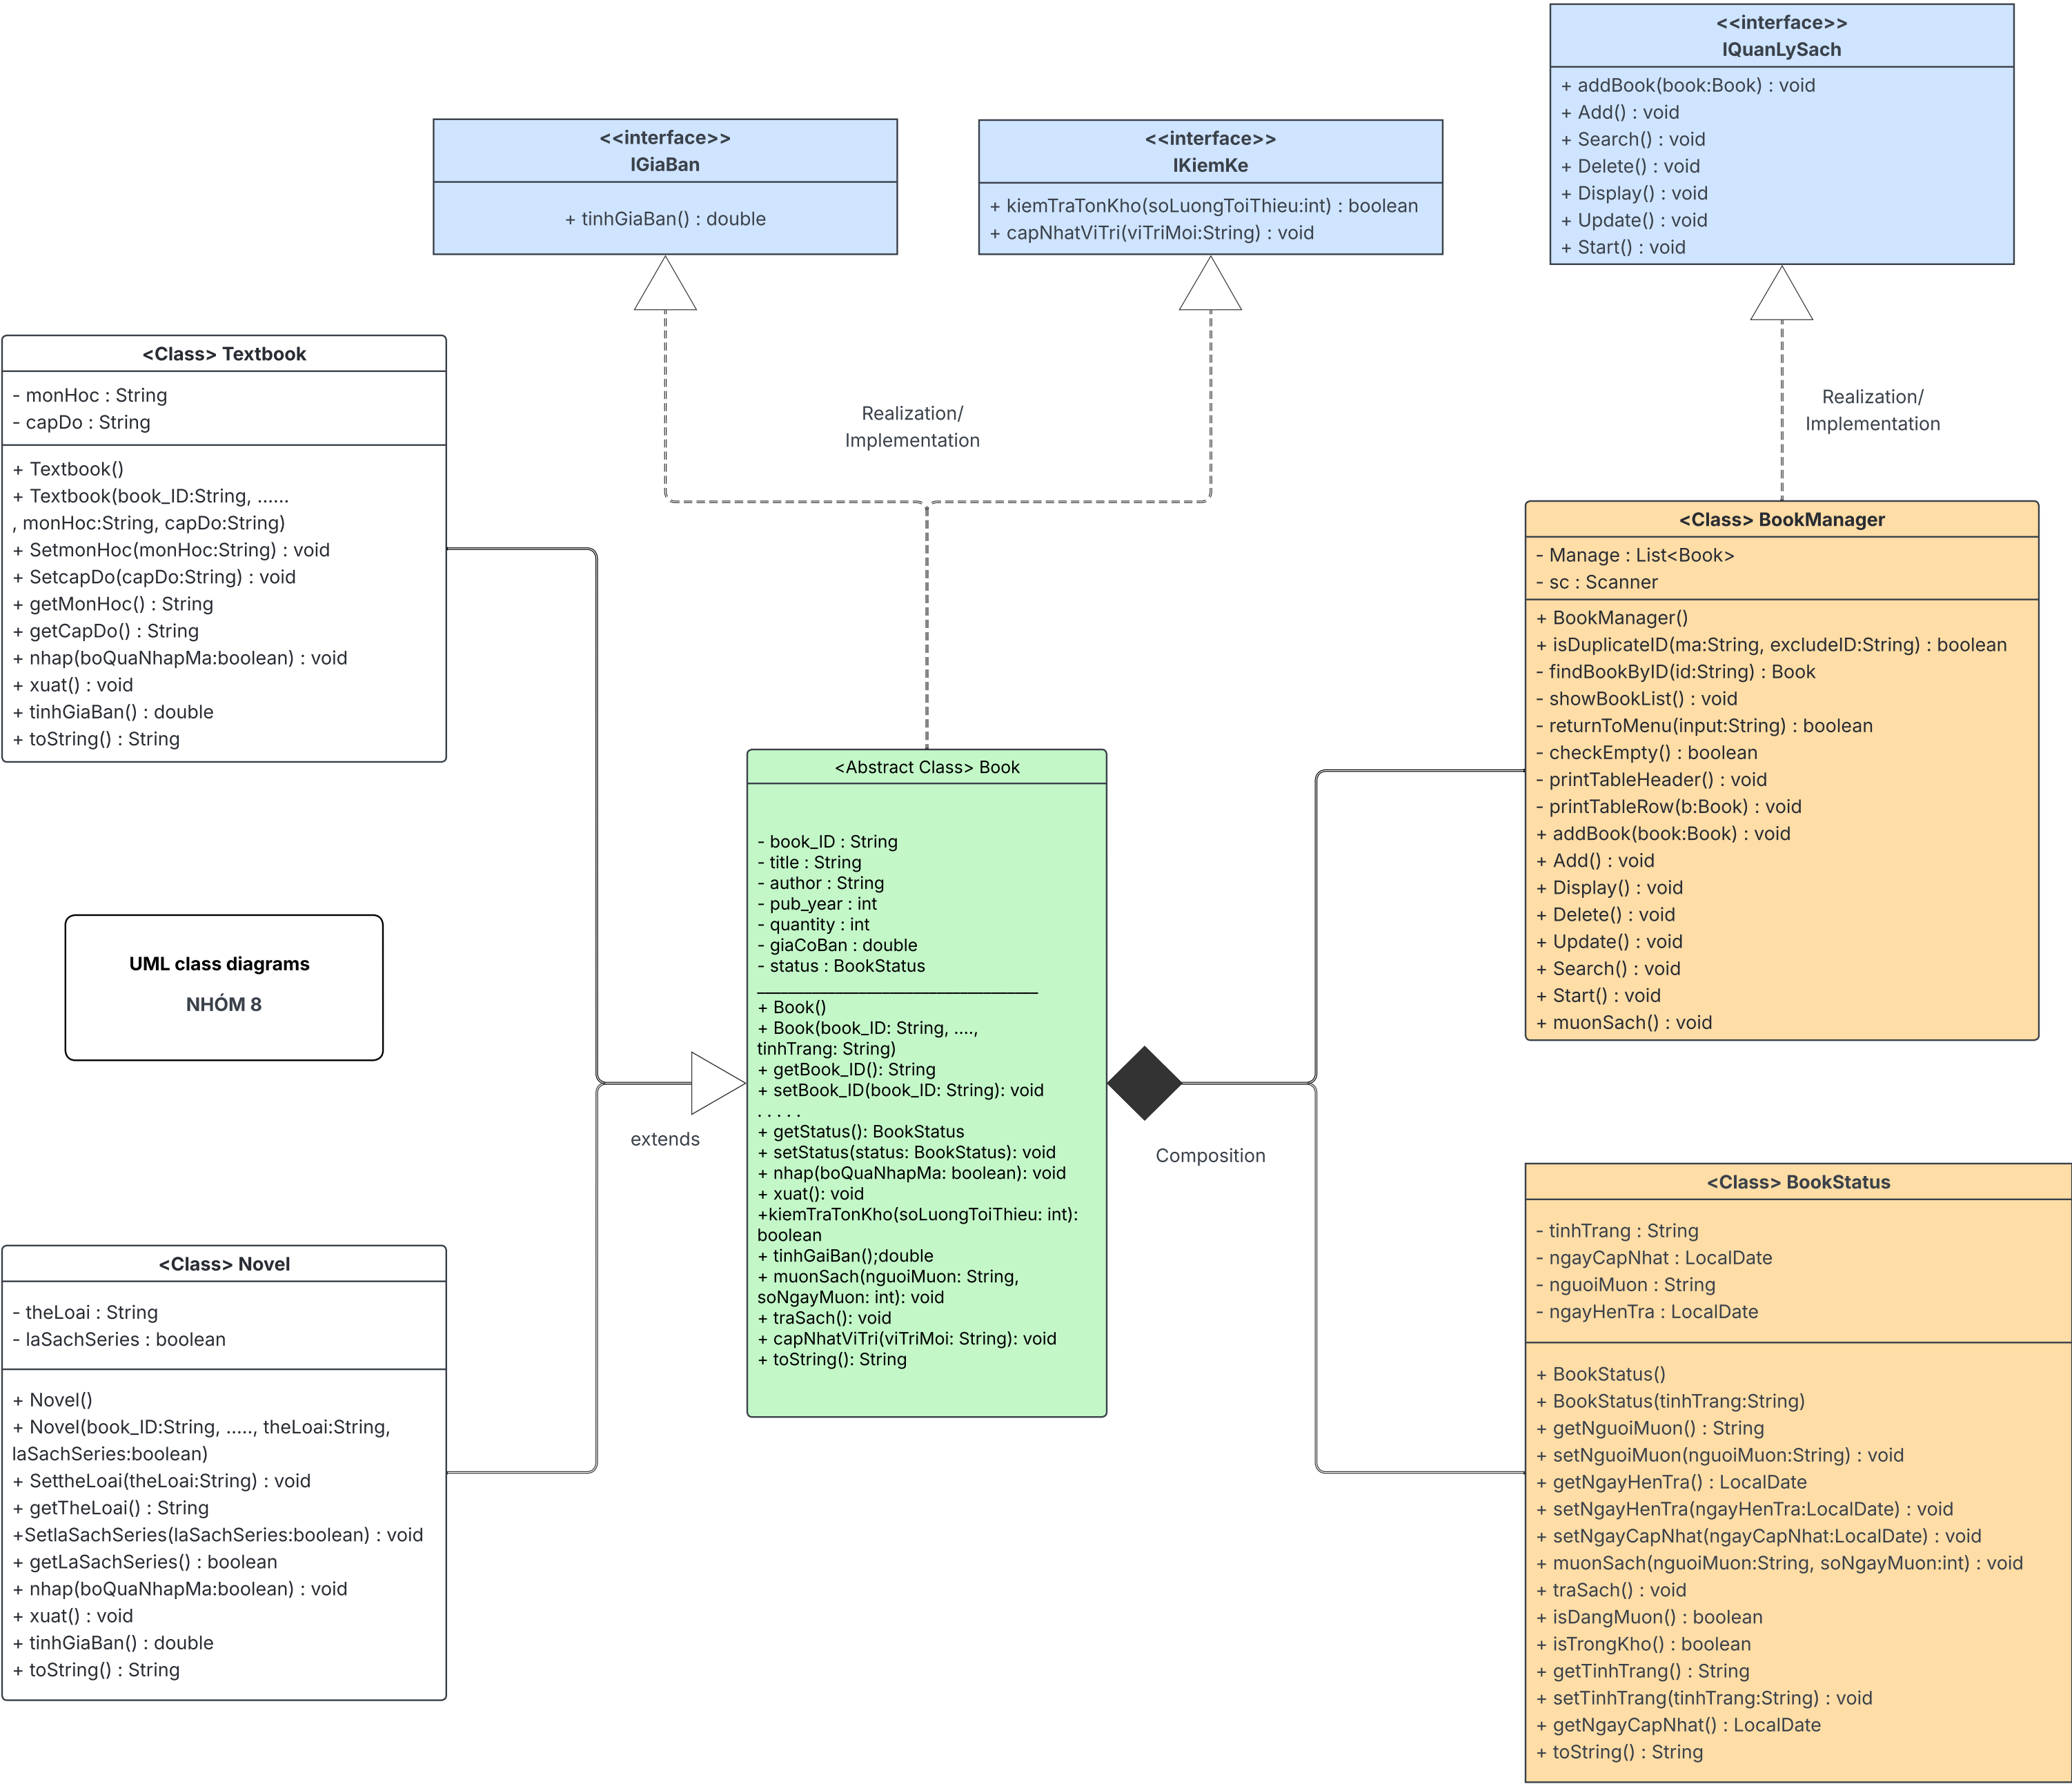 <<interface>>
IQuanLySach
+ addBook(book:Book) : void
+ Add() : void
+ Search() : void
+ Delete() : void
+ Display() : void
+ Update() : void
+ Start() : void
<<interface>>
IGiaBan
+ tinhGiaBan() : double
<<interface>>
IKiemKe
+ kiemTraTonKho(soLuongToiThieu:int) : boolean
+ capNhatViTri(viTriMoi:String) : void
Realization/
Implementation
Realization/
Implementation
<Class> Textbook
- monHoc : String
- capDo : String
+ Textbook()
+ Textbook(book_ID:String, ......
, monHoc:String, capDo:String)
+ SetmonHoc(monHoc:String) : void
+ SetcapDo(capDo:String) : void
+ getMonHoc() : String
+ getCapDo() : String
+ nhap(boQuaNhapMa:boolean) : void
+ xuat() : void
+ tinhGiaBan() : double
+ toString() : String
<Class> BookManager
- Manage : List<Book>
- sc : Scanner
+ BookManager()
+ isDuplicateID(ma:String, excludeID:String) : boolean
- findBookByID(id:String) : Book
- showBookList() : void
- returnToMenu(input:String) : boolean
- checkEmpty() : boolean
- printTableHeader() : void
- printTableRow(b:Book) : void
+ addBook(book:Book) : void
+ Add() : void
+ Display() : void
+ Delete() : void
+ Update() : void
+ Search() : void
+ Start() : void
+ muonSach() : void
<Abstract Class> Book
- book_ID : String
- title : String
- author : String
- pub_year : int
- quantity : int
- giaCoBan : double
- status : BookStatus
+ Book()
+ Book(book_ID: String, ....,
tinhTrang: String)
+ getBook_ID(): String
+ setBook_ID(book_ID: String): void
. . . . .
+ getStatus(): BookStatus
+ setStatus(status: BookStatus): void
+ nhap(boQuaNhapMa: boolean): void
+ xuat(): void
+kiemTraTonKho(soLuongToiThieu: int):
boolean
+ tinhGaiBan();double
+ muonSach(nguoiMuon: String,
soNgayMuon: int): void
+ traSach(): void
+ capNhatViTri(viTriMoi: String): void
+ toString(): String
UML class diagrams
NHÓM 8
extends
Composition
<Class> Novel
- theLoai : String
- laSachSeries : boolean
+ Novel()
+ Novel(book_ID:String, ....., theLoai:String,
laSachSeries:boolean)
+ SettheLoai(theLoai:String) : void
+ getTheLoai() : String
+SetlaSachSeries(laSachSeries:boolean) : void
+ getLaSachSeries() : boolean
+ nhap(boQuaNhapMa:boolean) : void
+ xuat() : void
+ tinhGiaBan() : double
+ toString() : String
<Class> BookStatus
- tinhTrang : String
- ngayCapNhat : LocalDate
- nguoiMuon : String
- ngayHenTra : LocalDate
+ BookStatus()
+ BookStatus(tinhTrang:String)
+ getNguoiMuon() : String
+ setNguoiMuon(nguoiMuon:String) : void
+ getNgayHenTra() : LocalDate
+ setNgayHenTra(ngayHenTra:LocalDate) : void
+ setNgayCapNhat(ngayCapNhat:LocalDate) : void
+ muonSach(nguoiMuon:String, soNgayMuon:int) : void
+ traSach() : void
+ isDangMuon() : boolean
+ isTrongKho() : boolean
+ getTinhTrang() : String
+ setTinhTrang(tinhTrang:String) : void
+ getNgayCapNhat() : LocalDate
+ toString() : String